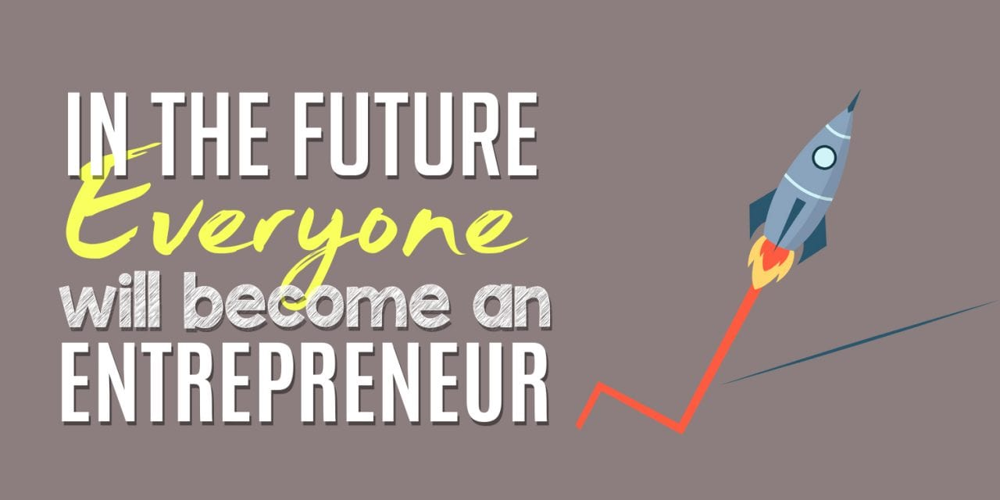 IN THE FUTURE
Everyone
will become an
ENTREPRENEUR